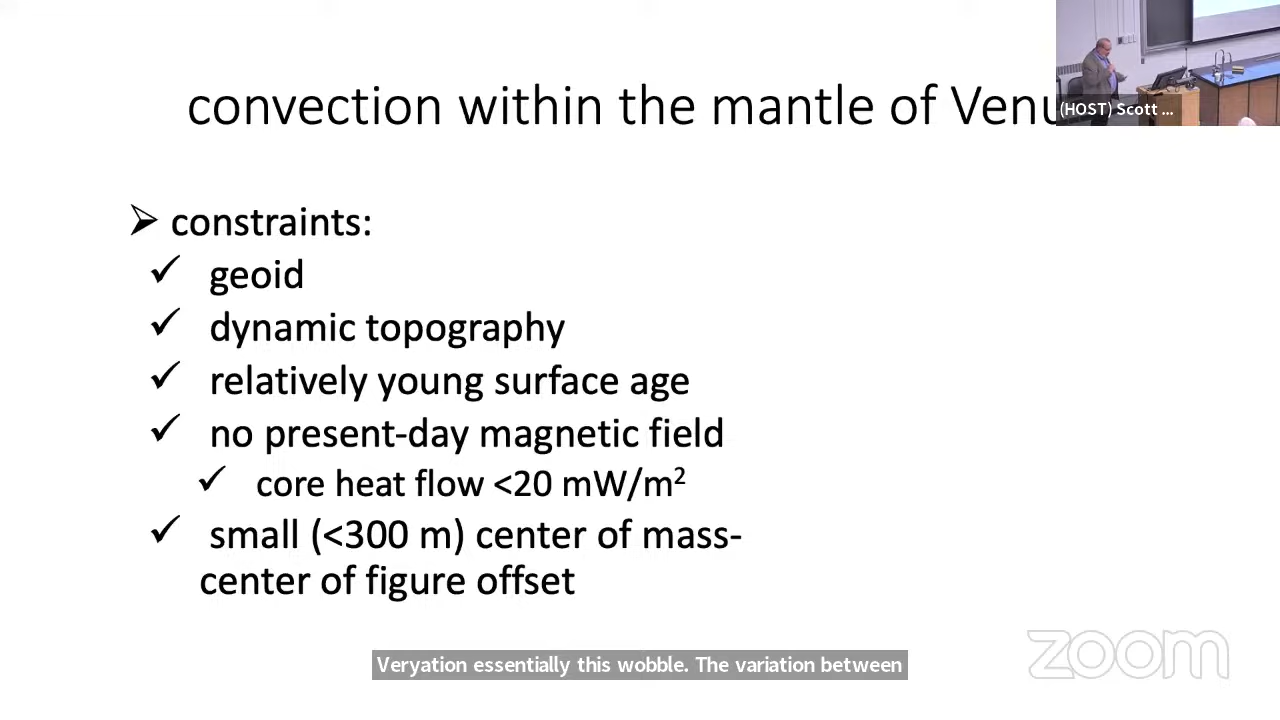 convection within the mantle of Venu
(HOST) Scott ...
➢ constraints:
✓ geoid
✓ dynamic topography
✓ relatively young surface age
✓ no present-day magnetic field
✓ core heat flow <20 mW/m²
✓ small (<300 m) center of mass-
center of figure offset
Veryation essentially this wobble. The variation between
zoom